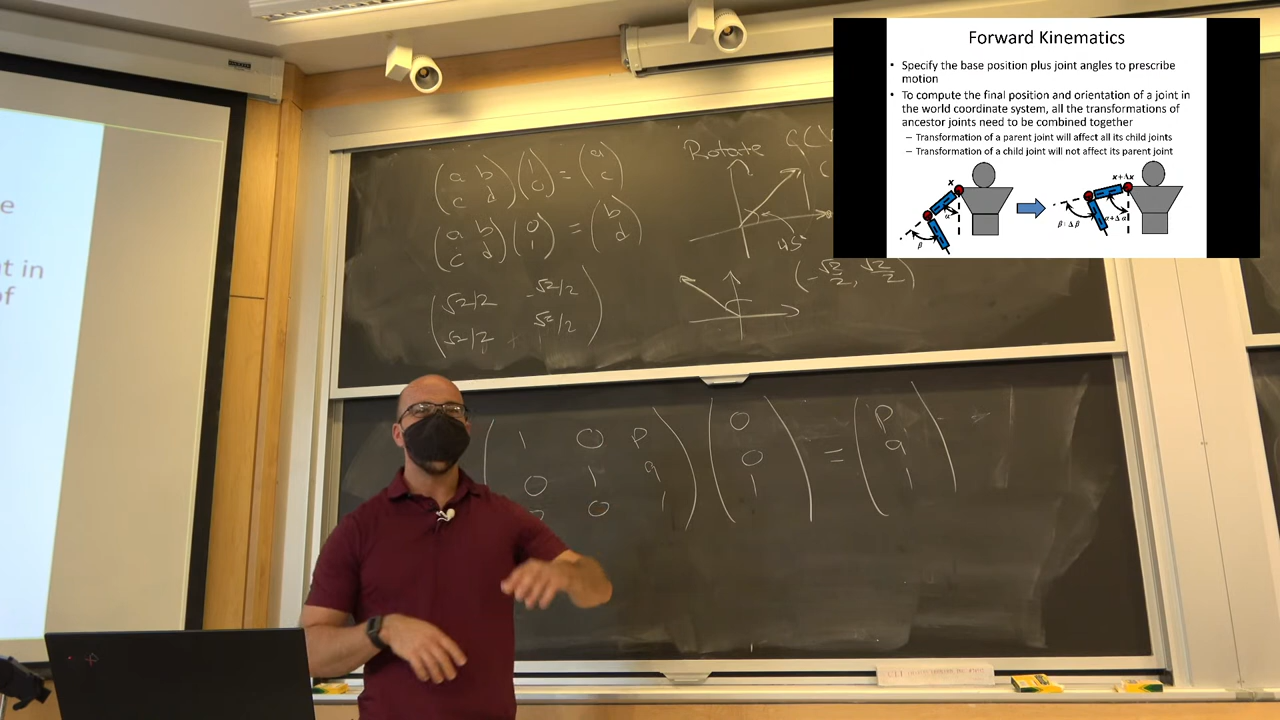 Forward Kinematics
• Specify the base position plus joint angles to prescribe
motion
• To compute the final position and orientation of a joint in
the world coordinate system, all the transformations of
ancestor joints need to be combined together
– Transformation of a parent joint will affect all its child joints
– Transformation of a child joint will not affect its parent joint
x
α
β
x+Δx
α+Δα
β+Δβ
e
t in
of
(a b) (1) = (a)
(c d) (0) (c)
(a b) (0) = (b)
(c d) (1) (d)
(√2/2 -√2/2)
(√2/2 √2/2)
Rotate
45°
(-√2/2, √2/2)
(1 0 p) (0) = (p)
(0 1 q) (0) (q)
0 1) (1) (1)